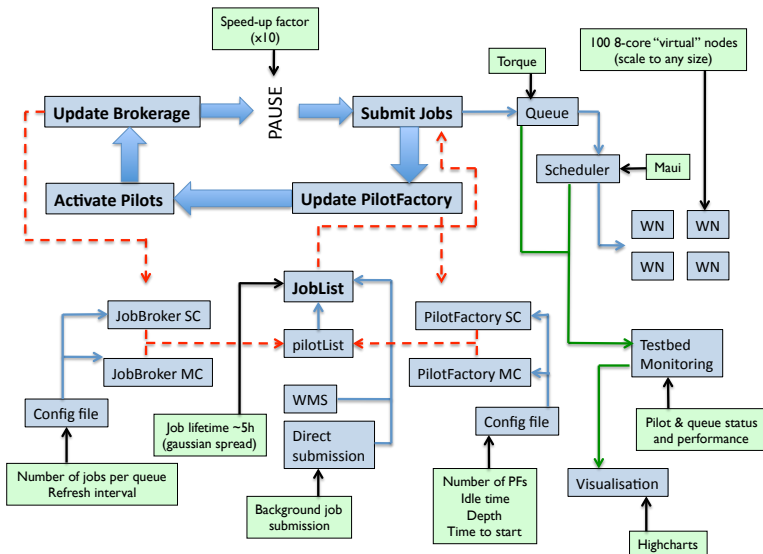 Speed-up factor
(x10)
100 8-core “virtual” nodes
(scale to any size)
Torque
Update Brokerage
PAUSE
Submit Jobs
Queue
Scheduler
Maui
Activate Pilots
Update PilotFactory
WN
WN
WN
WN
JobList
JobBroker SC
PilotFactory SC
pilotList
JobBroker MC
PilotFactory MC
Testbed
Monitoring
WMS
Config file
Job lifetime ~5h
(gaussian spread)
Direct
submission
Config file
Pilot & queue status
and performance
Number of jobs per queue
Refresh interval
Background job
submission
Number of PFs
Idle time
Depth
Time to start
Visualisation
Highcharts